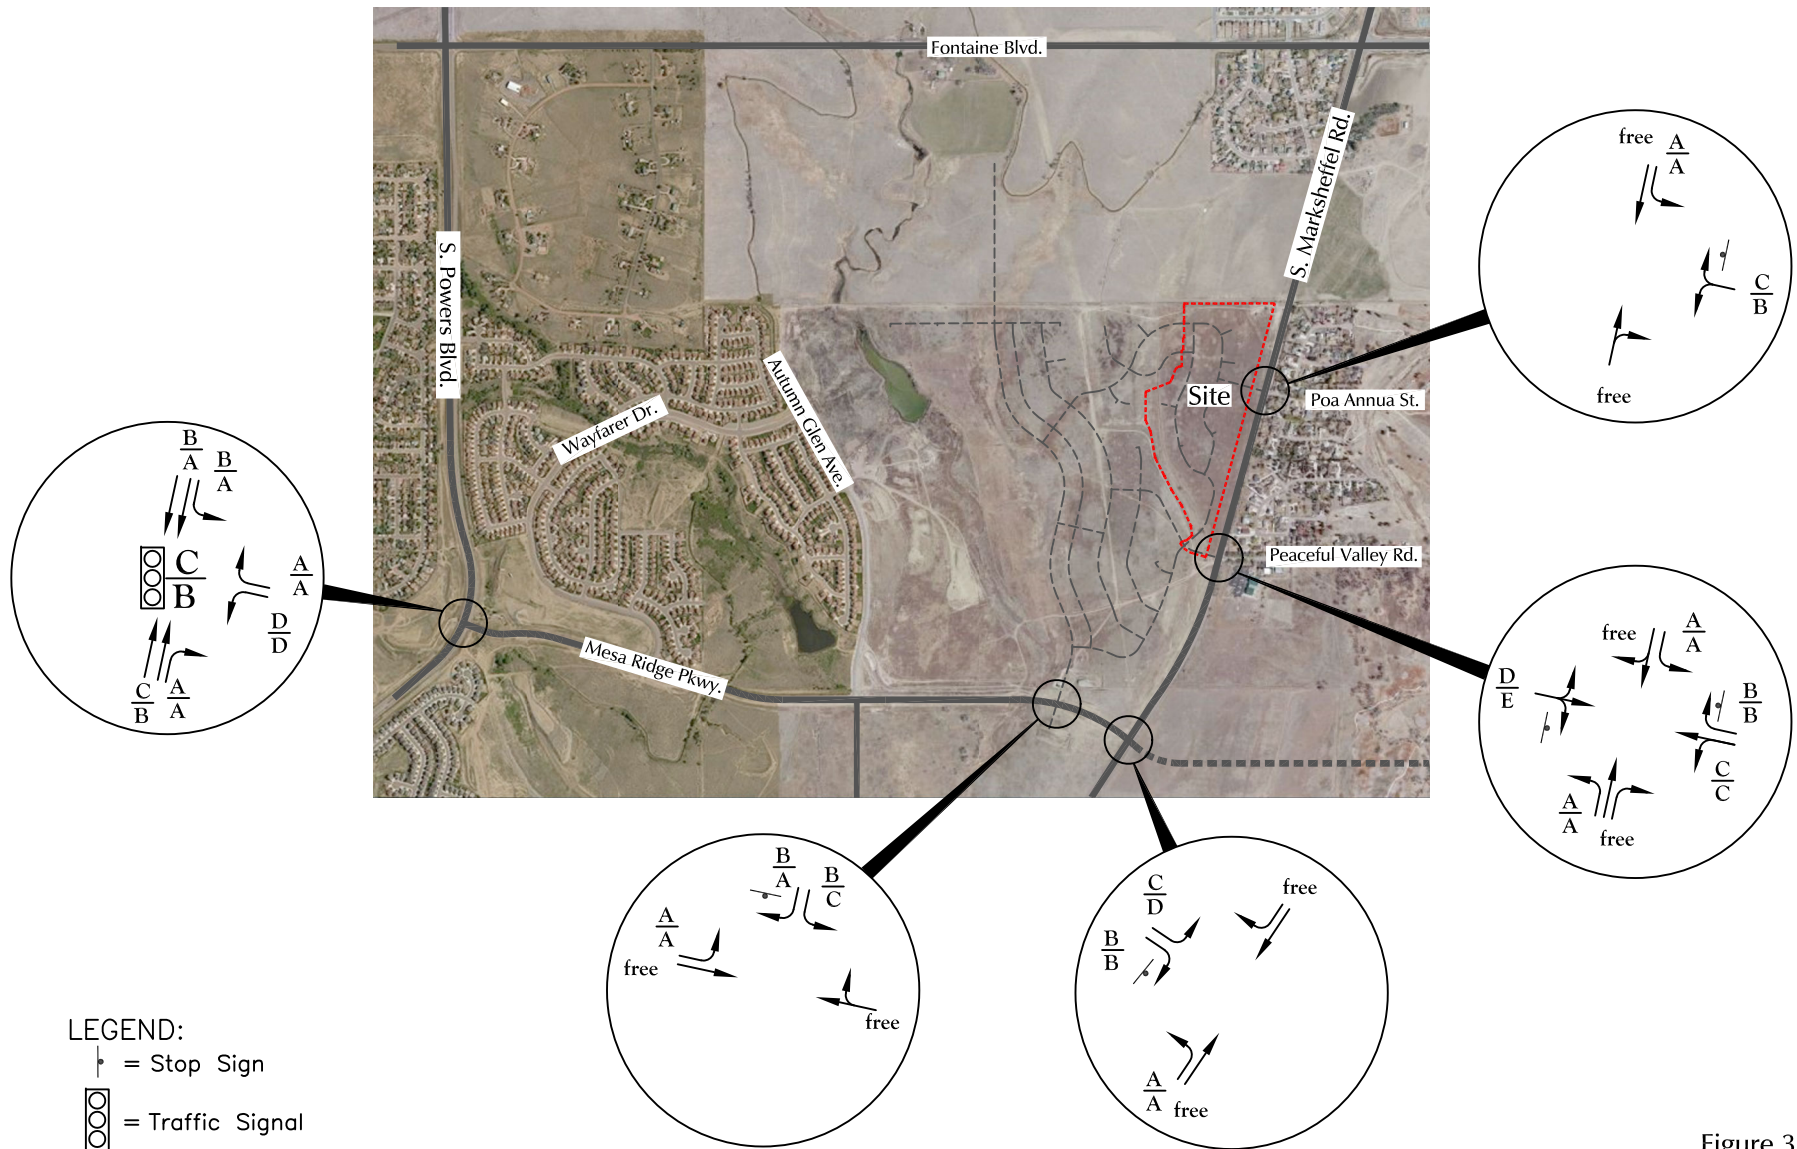 Fontaine Blvd.
S. Marksheffel Rd.
S. Powers Blvd.
Autumn Glen Ave.
Wayfarer Dr.
Site
Poa Annua St.
Peaceful Valley Rd.
Mesa Ridge Pkwy.
free
A
A
C
B
free
B
A
B
A
C
B
A
A
D
D
C
B
A
A
free
A
A
D
E
B
B
C
C
A
A
free
B
A
B
C
A
A
free
free
C
D
free
B
B
A
A
free
LEGEND:
= Stop Sign
= Traffic Signal
Figure 3